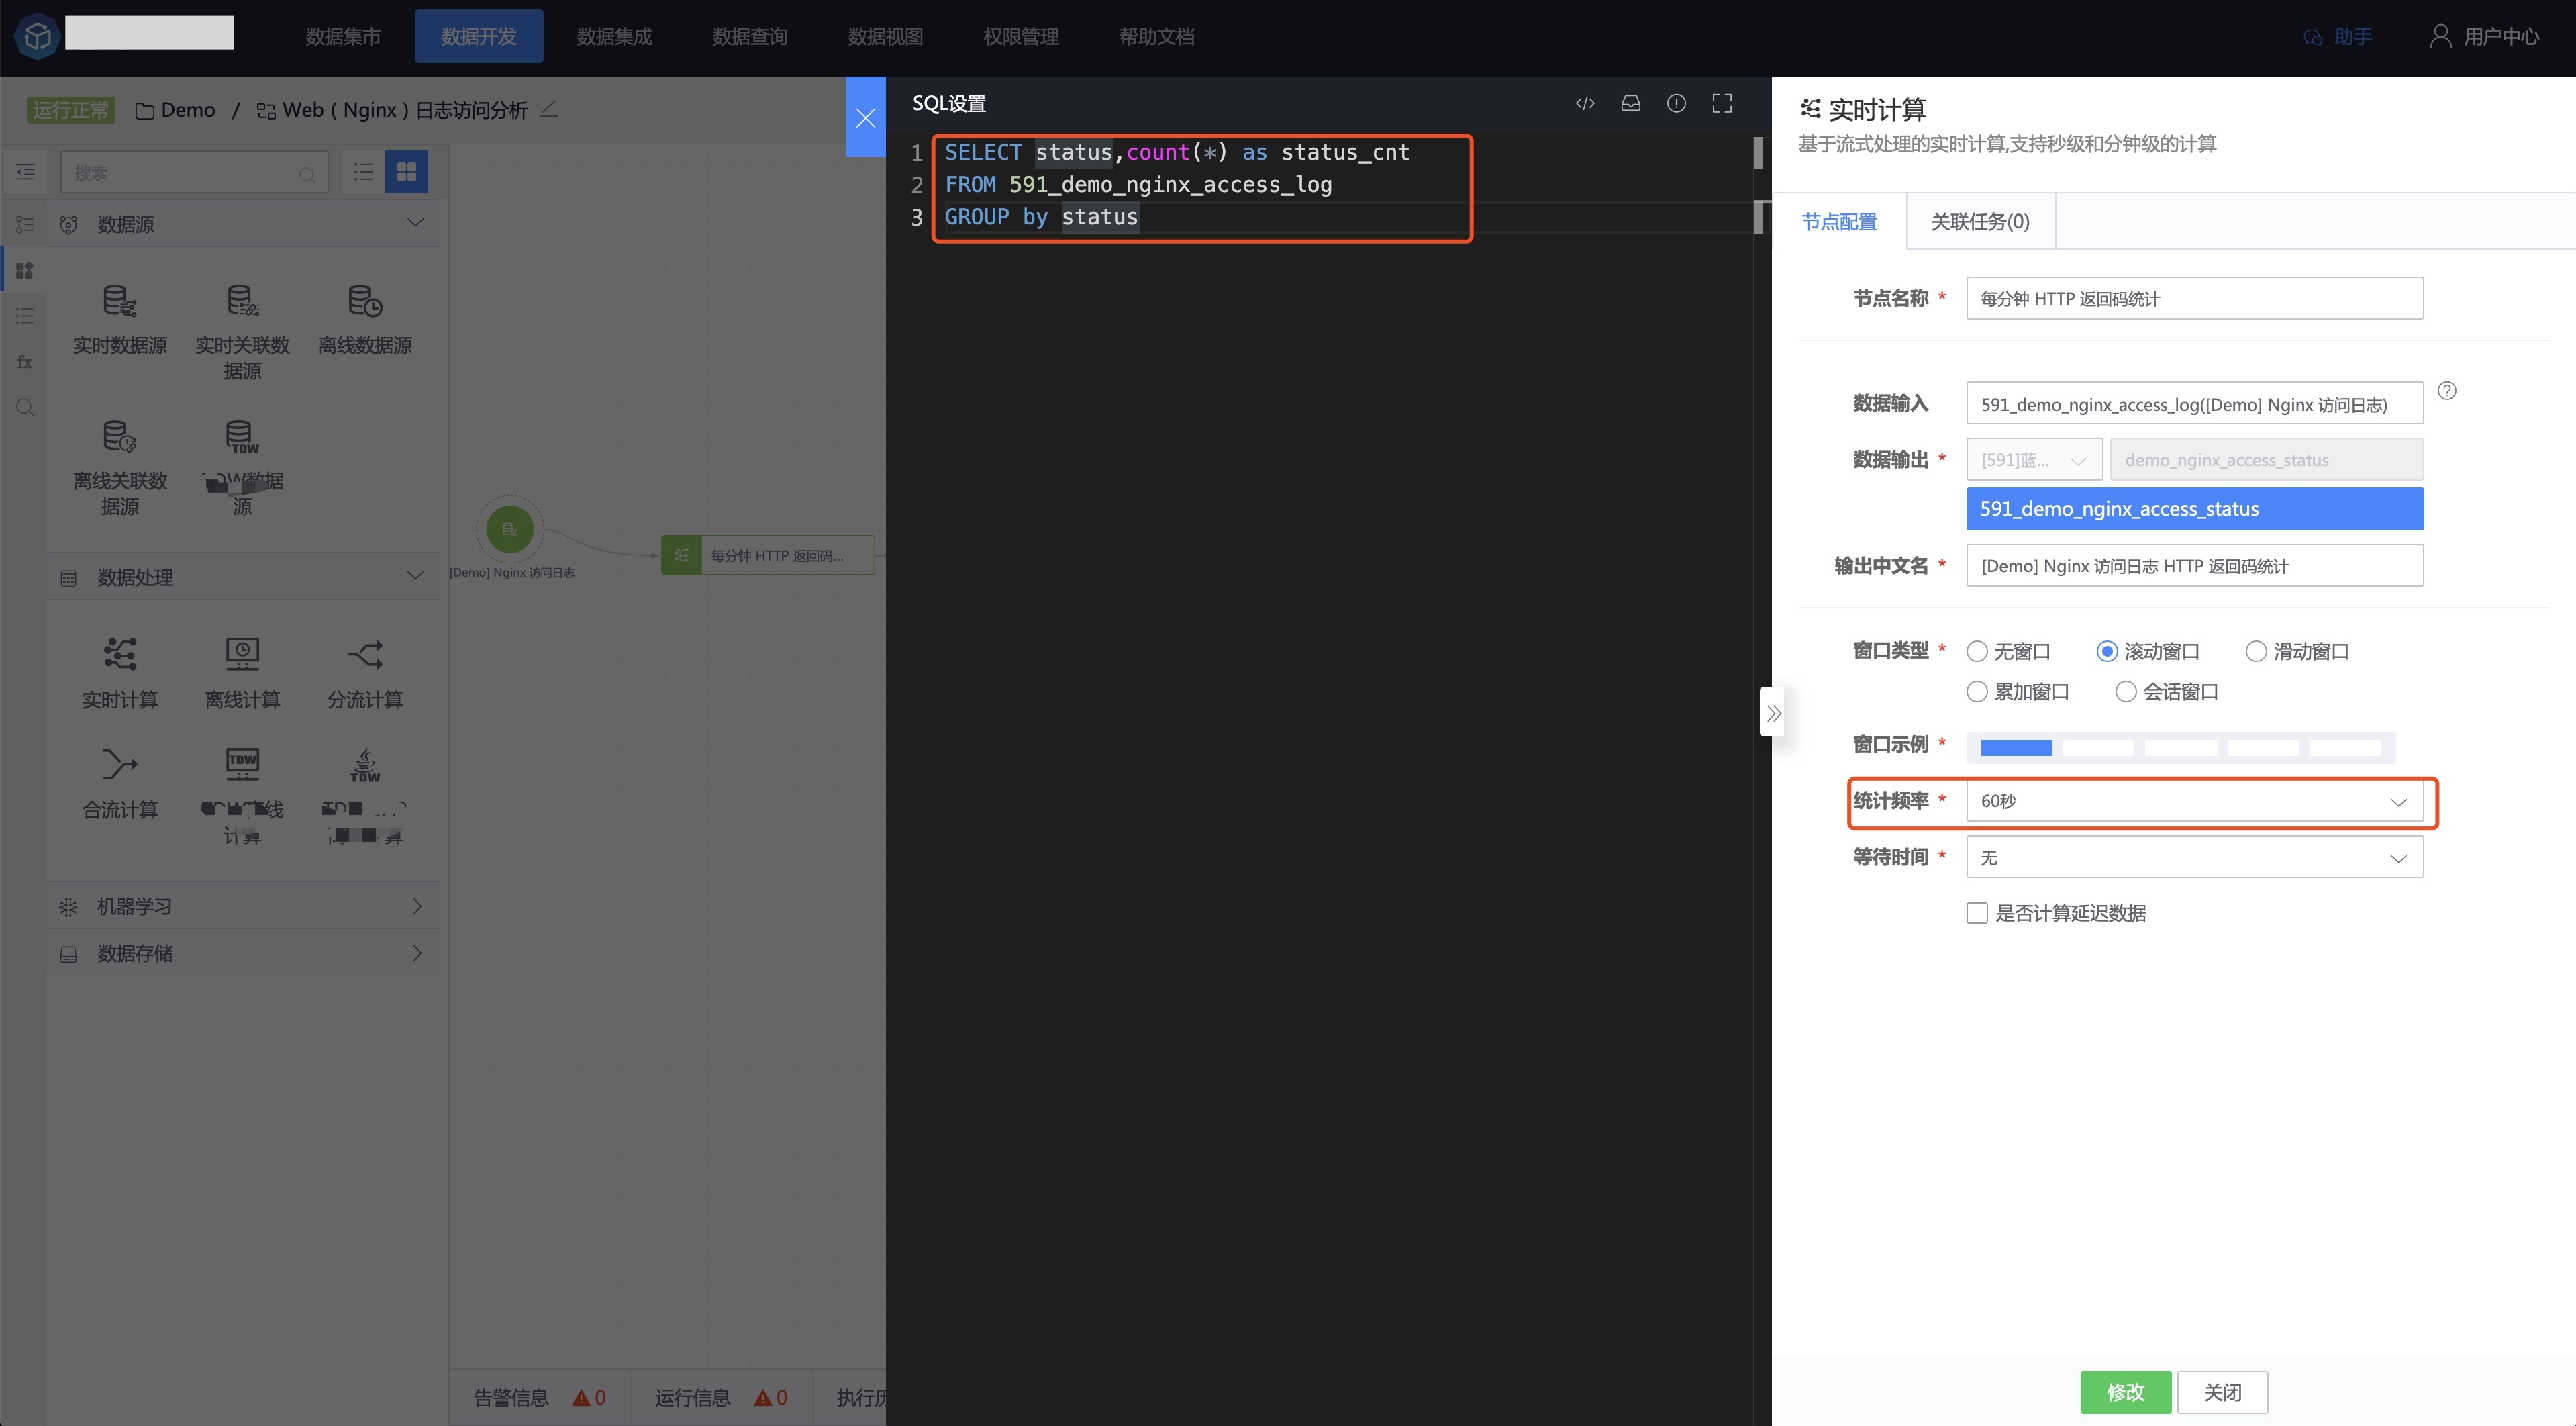 数据集市 数据开发 数据集成 数据查询 数据视图 权限管理 帮助文档 助手 用户中心
运行正常 Demo / Web ( Nginx ) 日志访问分析
搜索
数据源
实时数据源 实时关联数据源 离线数据源
离线关联数据源 数据源
数据处理
实时计算 离线计算 分流计算
合流计算 线计算 算
机器学习
数据存储
[Demo] Nginx 访问日志
每分钟 HTTP 返回码...
告警信息 0 运行信息 0 执行历
SQL设置
1 SELECT status,count(*) as status_cnt
2 FROM 591_demo_nginx_access_log
3 GROUP by status
实时计算
基于流式处理的实时计算,支持秒级和分钟级的计算
节点配置 关联任务(0)
节点名称 * 每分钟 HTTP 返回码统计
数据输入 591_demo_nginx_access_log([Demo] Nginx 访问日志)
数据输出 * [591]蓝... demo_nginx_access_status
591_demo_nginx_access_status
输出中文名 * [Demo] Nginx 访问日志 HTTP 返回码统计
窗口类型 * 无窗口 滚动窗口 滑动窗口
累加窗口 会话窗口
窗口示例 *
统计频率 * 60秒
等待时间 * 无
是否计算延迟数据
修改 关闭